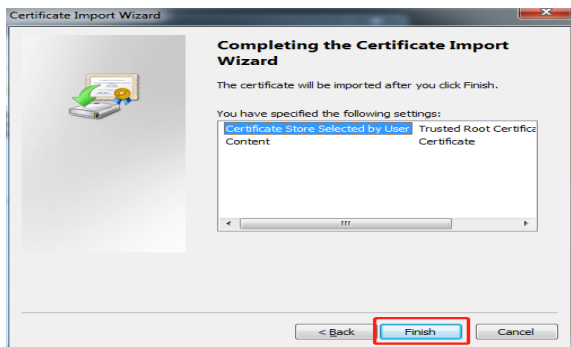 Certificate Import Wizard
Completing the Certificate Import
Wizard
The certificate will be imported after you click Finish.
You have specified the following settings:
Certificate Store Selected by User Trusted Root Certifica
Content Certificate
< Back Finish Cancel